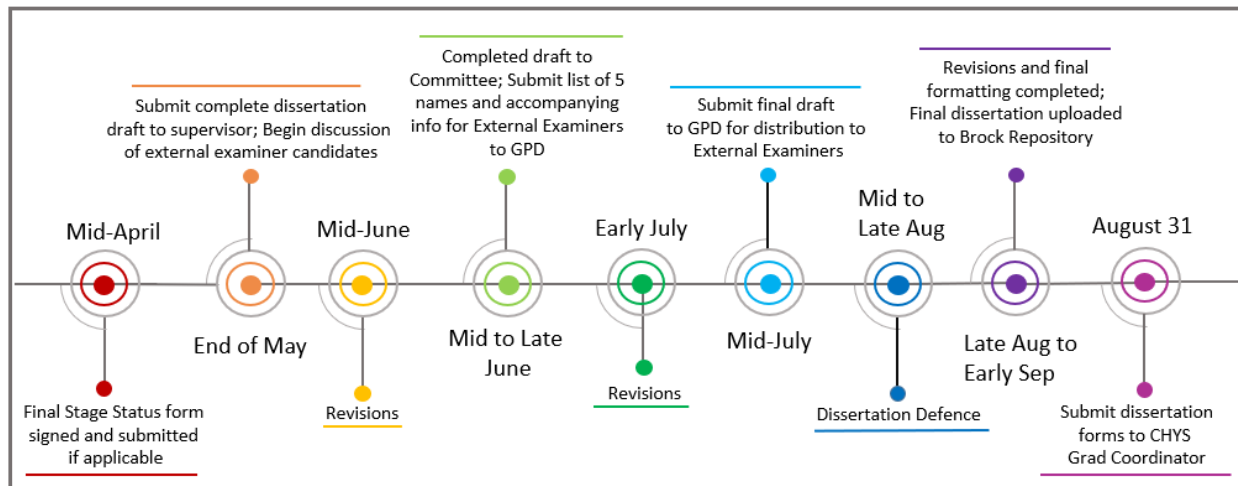 Mid-April
Final Stage Status form
signed and submitted
if applicable
Submit complete dissertation
draft to supervisor; Begin discussion
of external examiner candidates
End of May
Mid-June
Revisions
Completed draft to
Committee; Submit list of 5
names and accompanying
info for External Examiners
to GPD
Mid to Late
June
Early July
Revisions
Submit final draft
to GPD for distribution to
External Examiners
Mid-July
Mid to
Late Aug
Dissertation Defence
Revisions and final
formatting completed;
Final dissertation uploaded
to Brock Repository
Late Aug to
Early Sep
August 31
Submit dissertation
forms to CHYS
Grad Coordinator